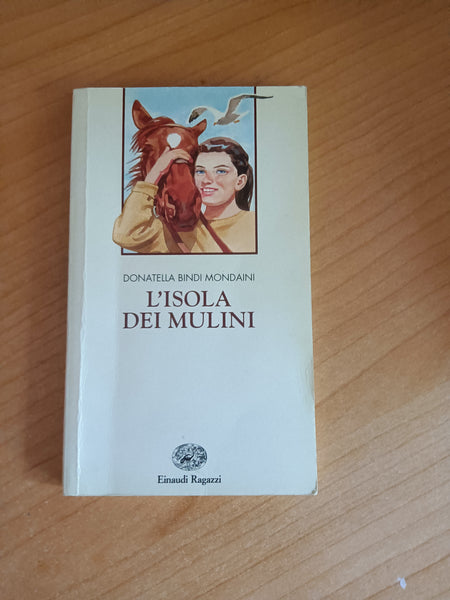 DONATELLA BINDI MONDAINI
L'ISOLA
DEI MULINI
Einaudi Ragazzi